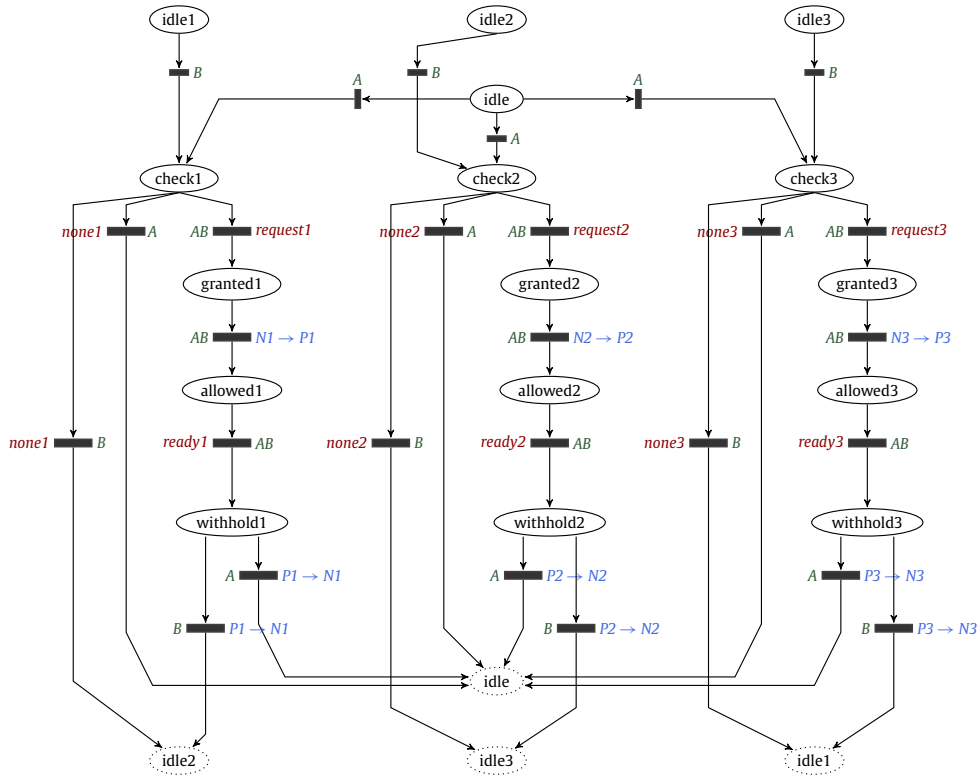 idle1 idle2 idle3
B B B
A idle A
A
check1 check2 check3
none1 A AB request1 none2 A AB request2 none3 A AB request3
granted1 granted2 granted3
AB N1 → P1 AB N2 → P2 AB N3 → P3
allowed1 allowed2 allowed3
none1 B ready1 AB none2 B ready2 AB none3 B ready3 AB
withhold1 withhold2 withhold3
A P1 → N1 A P2 → N2 A P3 → N3
B P1 → N1 B P2 → N2 B P3 → N3
idle
idle2 idle3 idle1